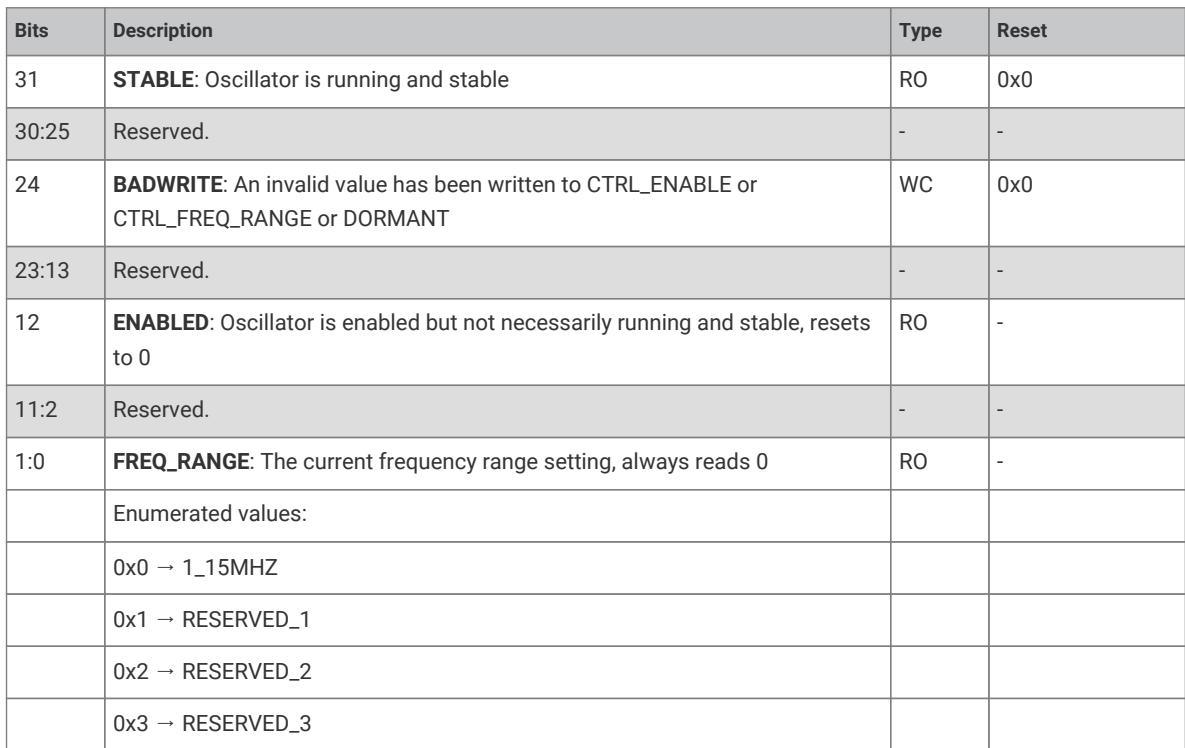 Bits Description Type Reset
31 STABLE: Oscillator is running and stable RO 0x0
30:25 Reserved. - -
24 BADWRITE: An invalid value has been written to CTRL_ENABLE or WC 0x0
CTRL_FREQ_RANGE or DORMANT
23:13 Reserved. - -
12 ENABLED: Oscillator is enabled but not necessarily running and stable, resets RO -
to 0
11:2 Reserved. - -
1:0 FREQ_RANGE: The current frequency range setting, always reads 0 RO -
Enumerated values:
0x0 → 1_15MHZ
0x1 → RESERVED_1
0x2 → RESERVED_2
0x3 → RESERVED_3